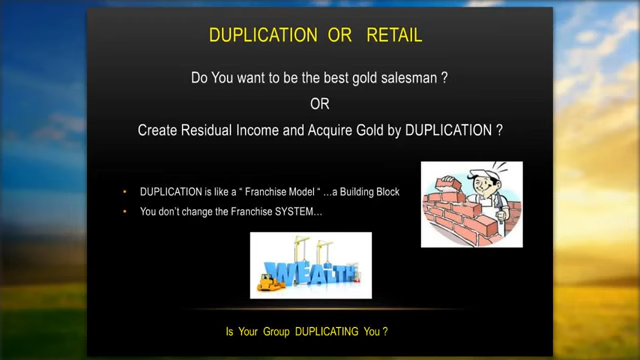 DUPLICATION OR RETAIL
Do You want to be the best gold salesman ?
OR
Create Residual Income and Acquire Gold by DUPLICATION ?
• DUPLICATION is like a “ Franchise Model “ …a Building Block
• You don’t change the Franchise SYSTEM…
WEALTH
Is Your Group DUPLICATING You ?